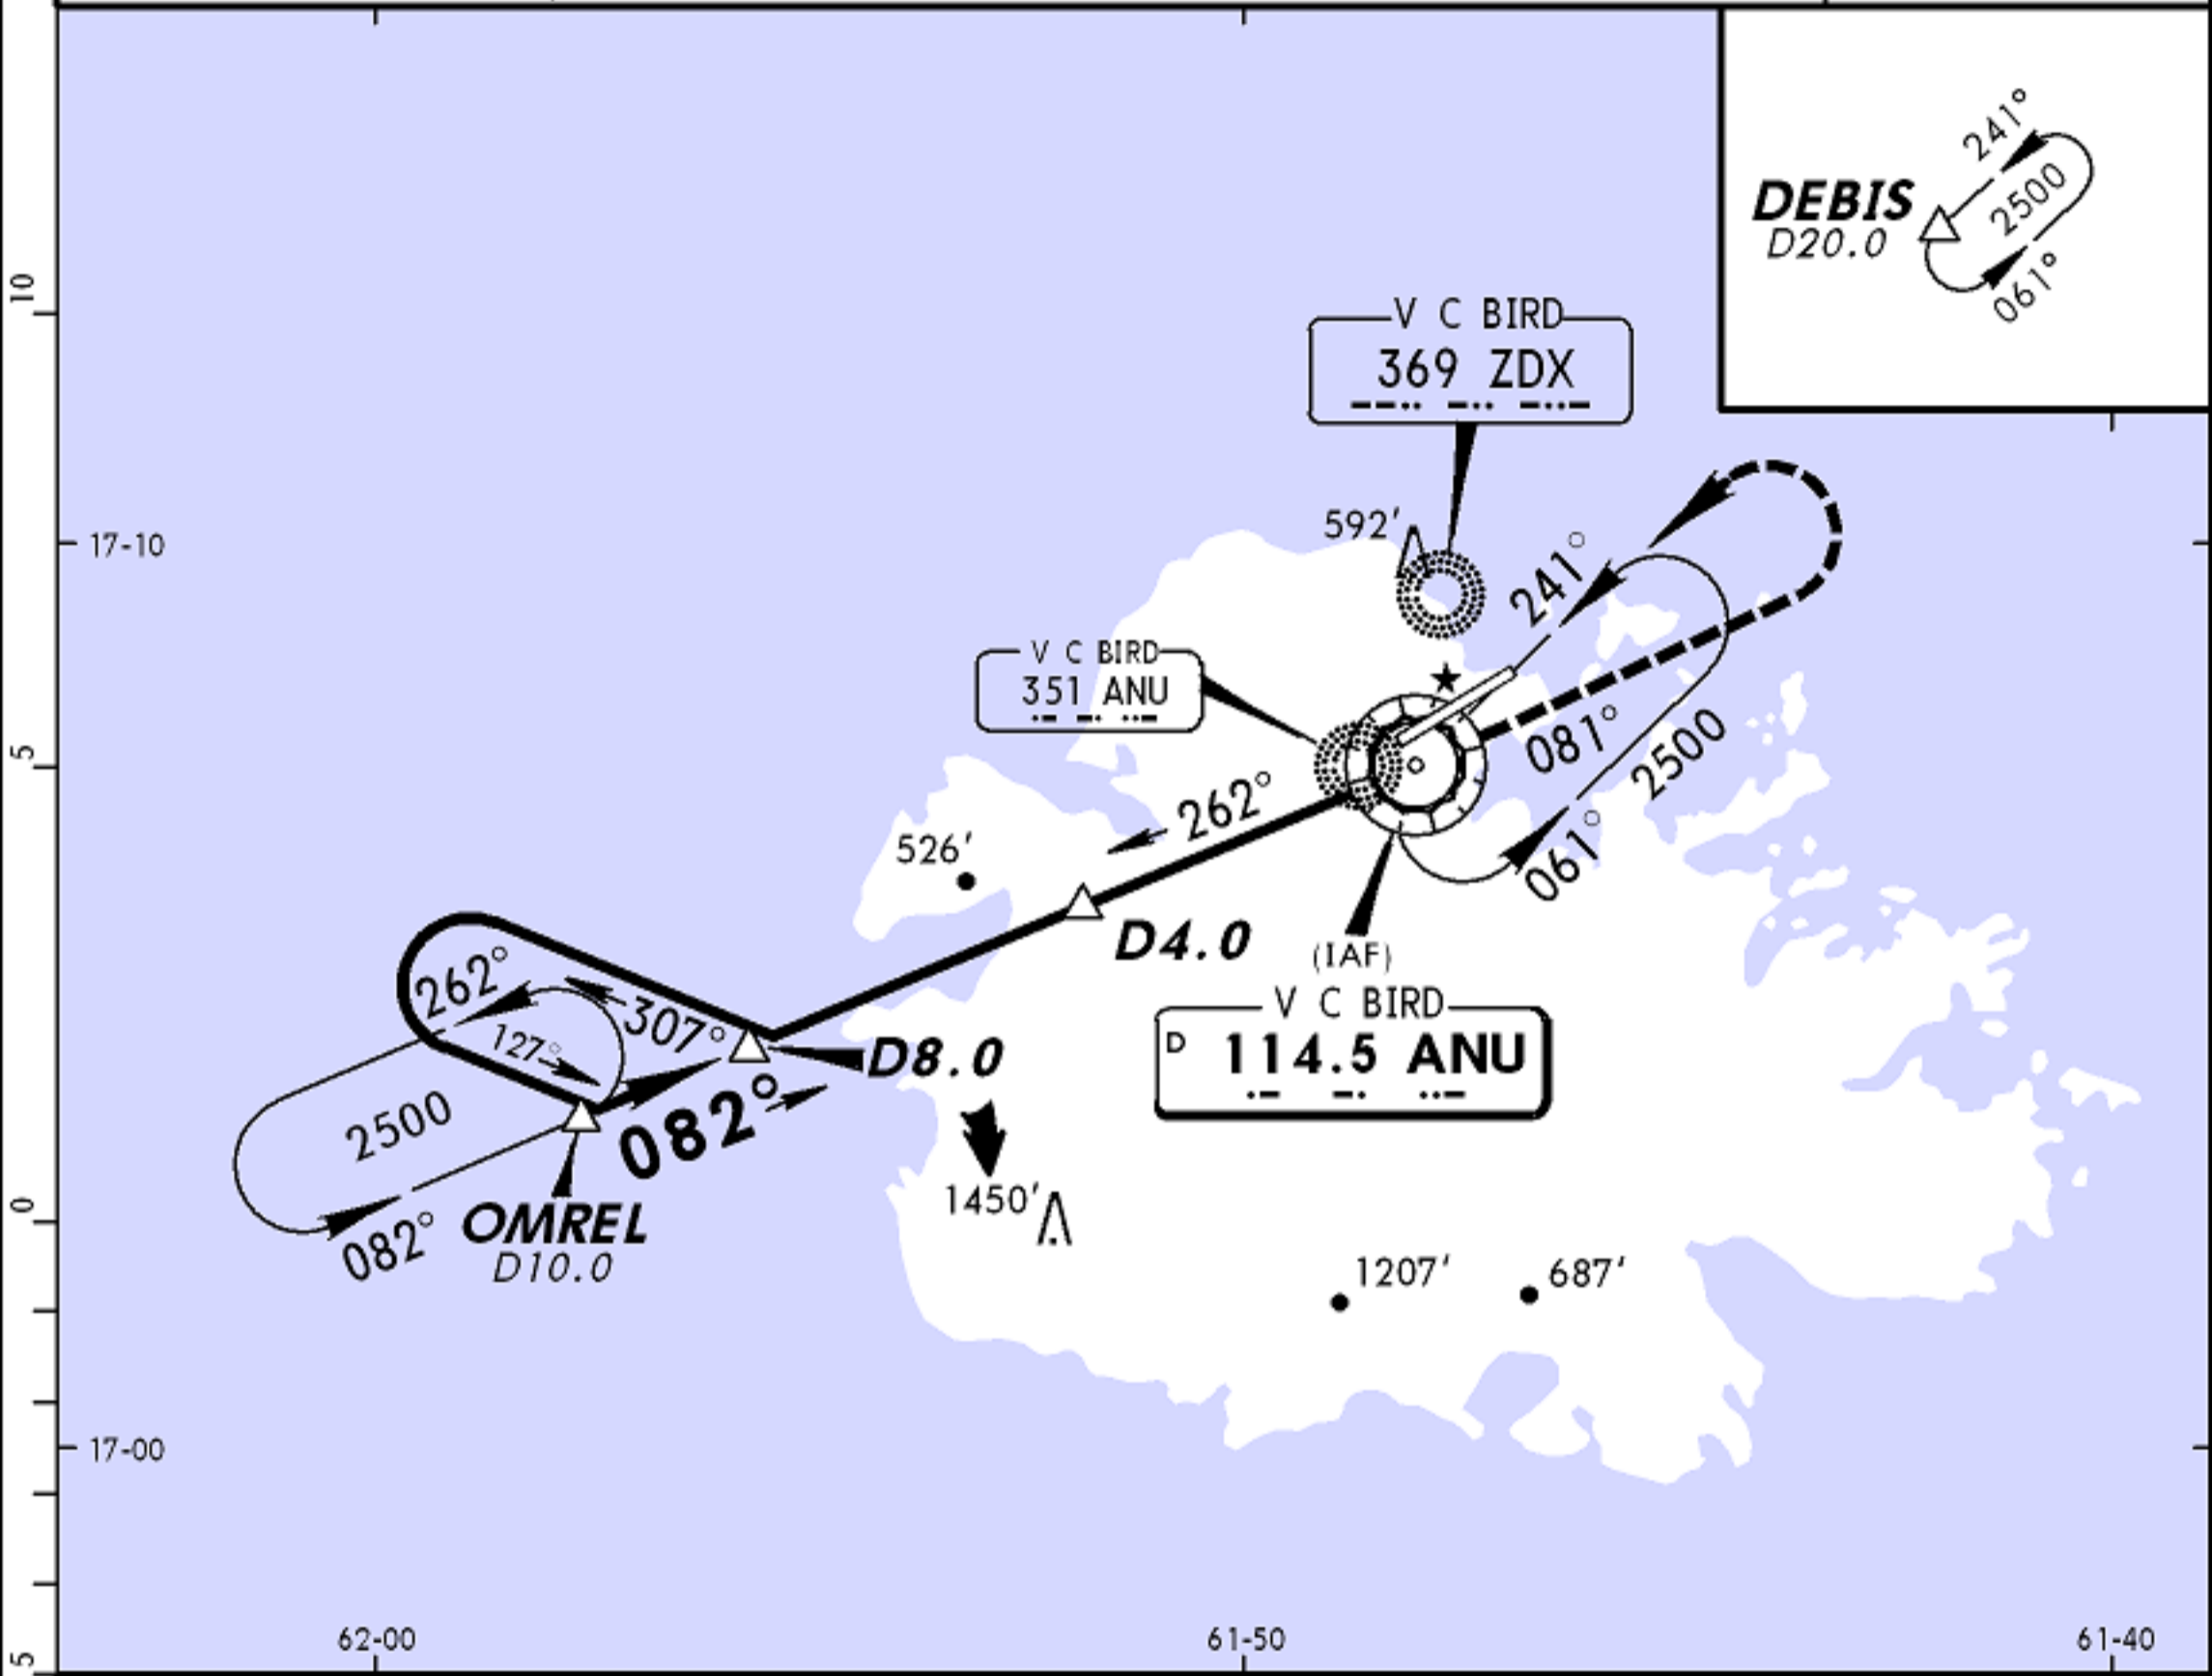 241°
2500
DEBIS
D20.0
061°
10
V C BIRD
369 ZDX
592′
17-10
241°
V C BIRD
351 ANU
5
081°
2500
262°
061°
526′
D4.0
(IAF)
V C BIRD
D 114.5 ANU
262°
307°
127°
D8.0
082°
2500
1450′
0
OMREL
D10.0
082°
1207′
687′
17-00
62-00
61-50
61-40
5